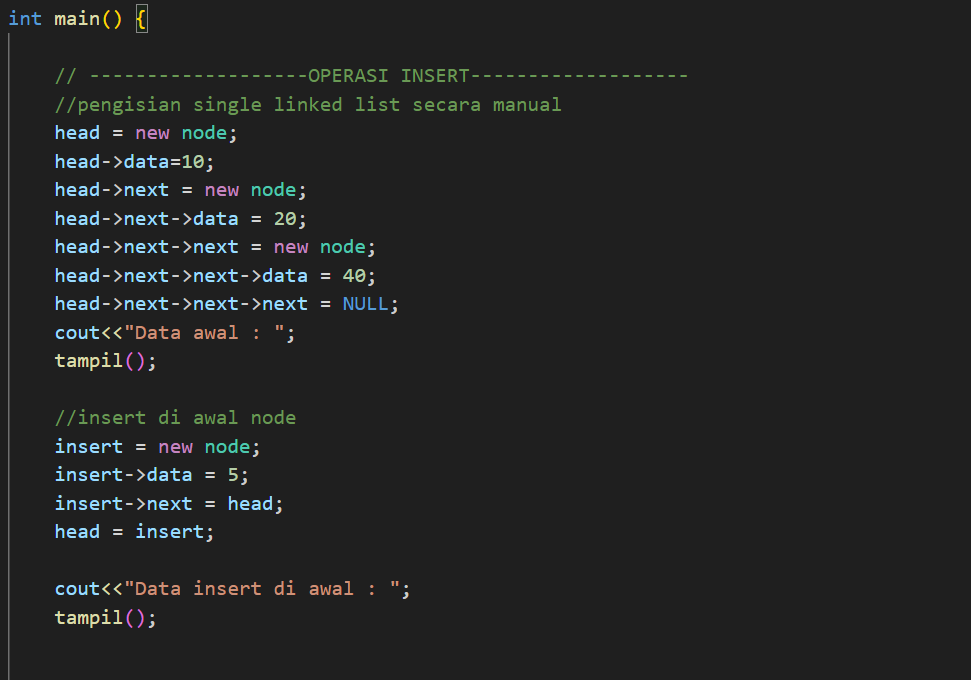 int main() {
// -------------------OPERASI INSERT-------------------
//pengisian single linked list secara manual
head = new node;
head->data=10;
head->next = new node;
head->next->data = 20;
head->next->next = new node;
head->next->next->data = 40;
head->next->next->next = NULL;
cout<<"Data awal : ";
tampil();
//insert di awal node
insert = new node;
insert->data = 5;
insert->next = head;
head = insert;
cout<<"Data insert di awal : ";
tampil();